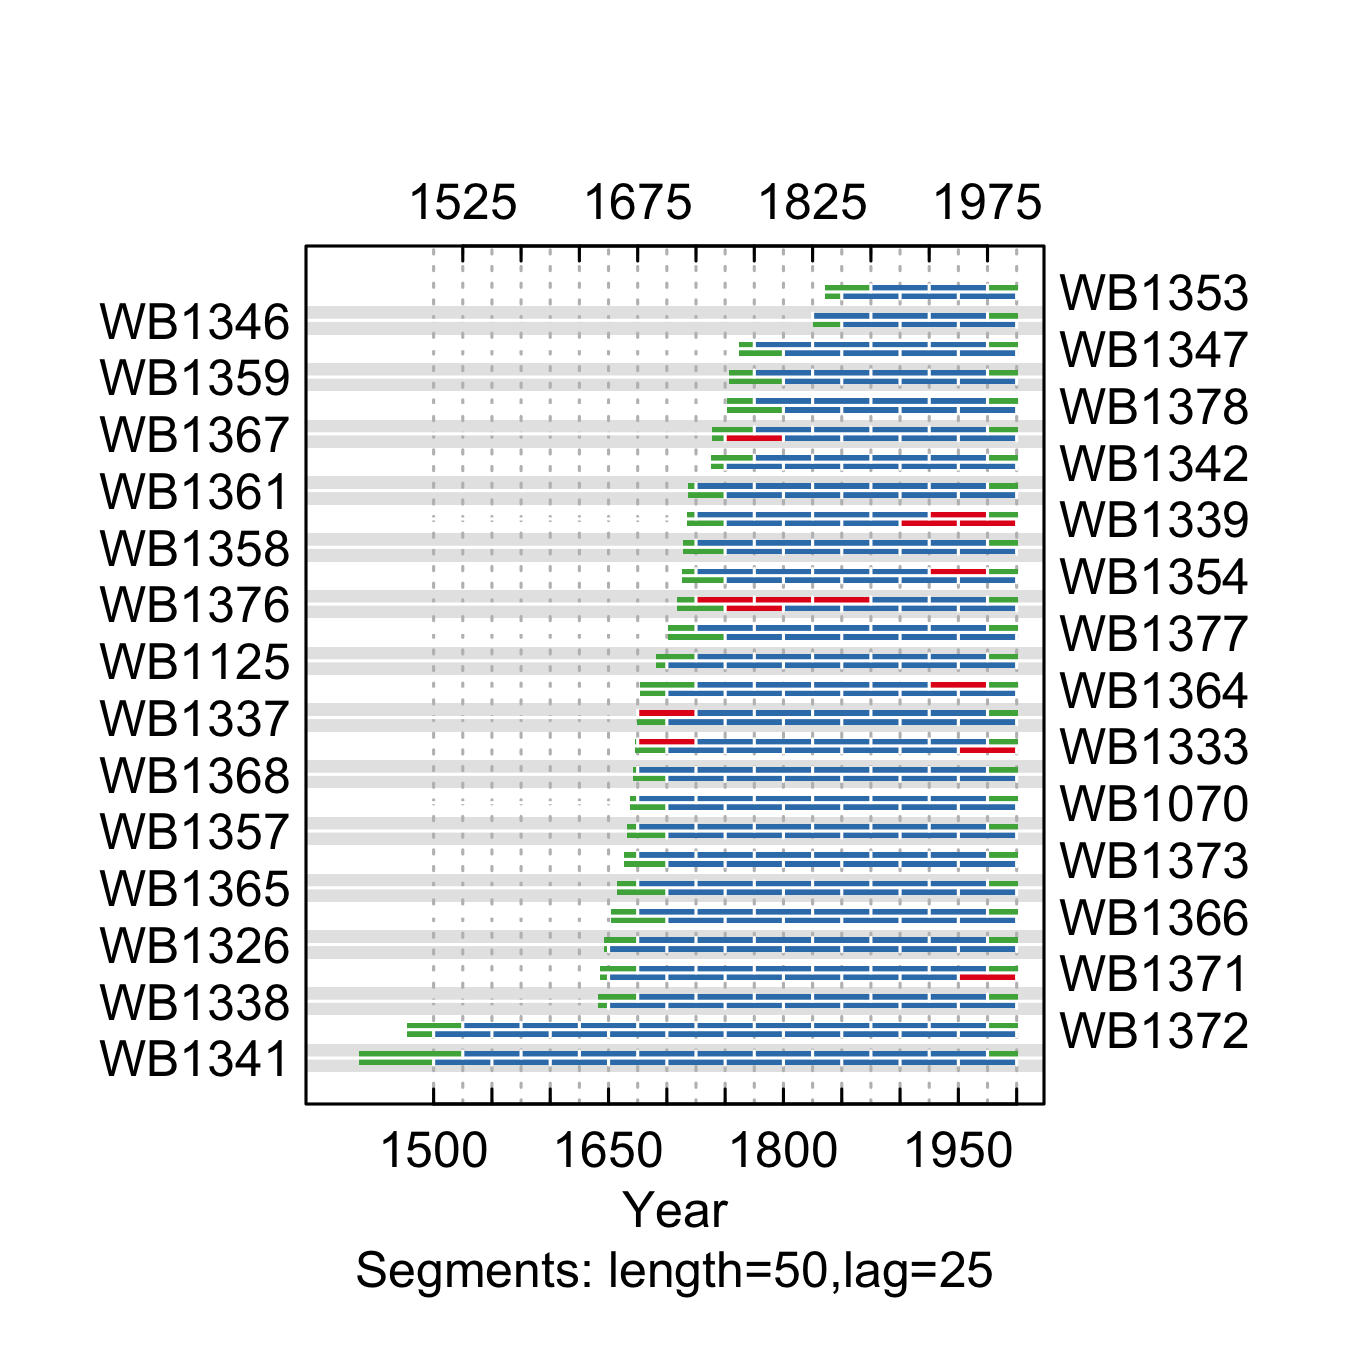 1525 1675 1825 1975
WB1353
WB1346
WB1347
WB1359
WB1378
WB1367
WB1342
WB1361
WB1339
WB1358
WB1354
WB1376
WB1377
WB1125
WB1364
WB1337
WB1333
WB1368
WB1070
WB1357
WB1373
WB1365
WB1366
WB1326
WB1371
WB1338
WB1372
WB1341
1500 1650 1800 1950
Year
Segments: length=50,lag=25